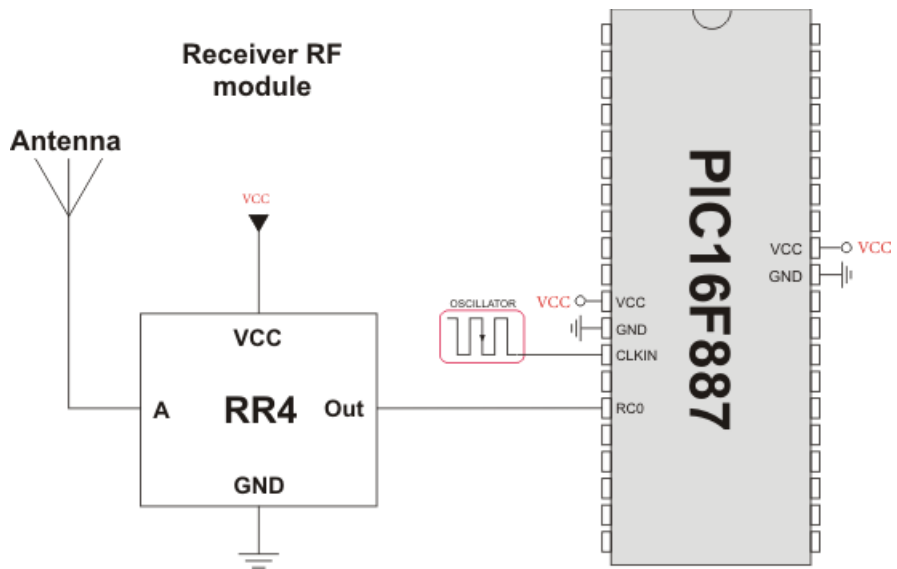 Receiver RF
module
Antenna
VCC
VCC
A
RR4
Out
GND
OSCILLATOR
VCC
VCC
GND
CLKIN
RC0
PIC16F887
VCC
VCC
GND